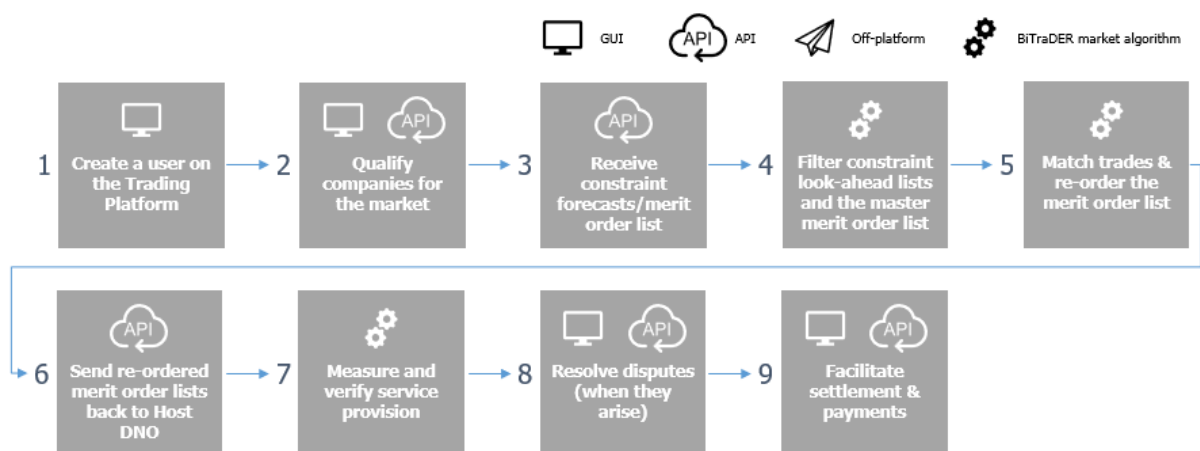 GUI
API
API
Off-platform
BiTraDER market algorithm
1
Create a user on
the Trading
Platform
2
API
Qualify
companies for
the market
3
API
Receive
constraint
forecasts/merit
order list
4
Filter constraint
look-ahead lists
and the master
merit order list
5
Match trades &
re-order the
merit order list
6
API
Send re-ordered
merit order lists
back to Host
DNO
7
Measure and
verify service
provision
8
API
Resolve disputes
(when they
arise)
9
API
Facilitate
settlement &
payments